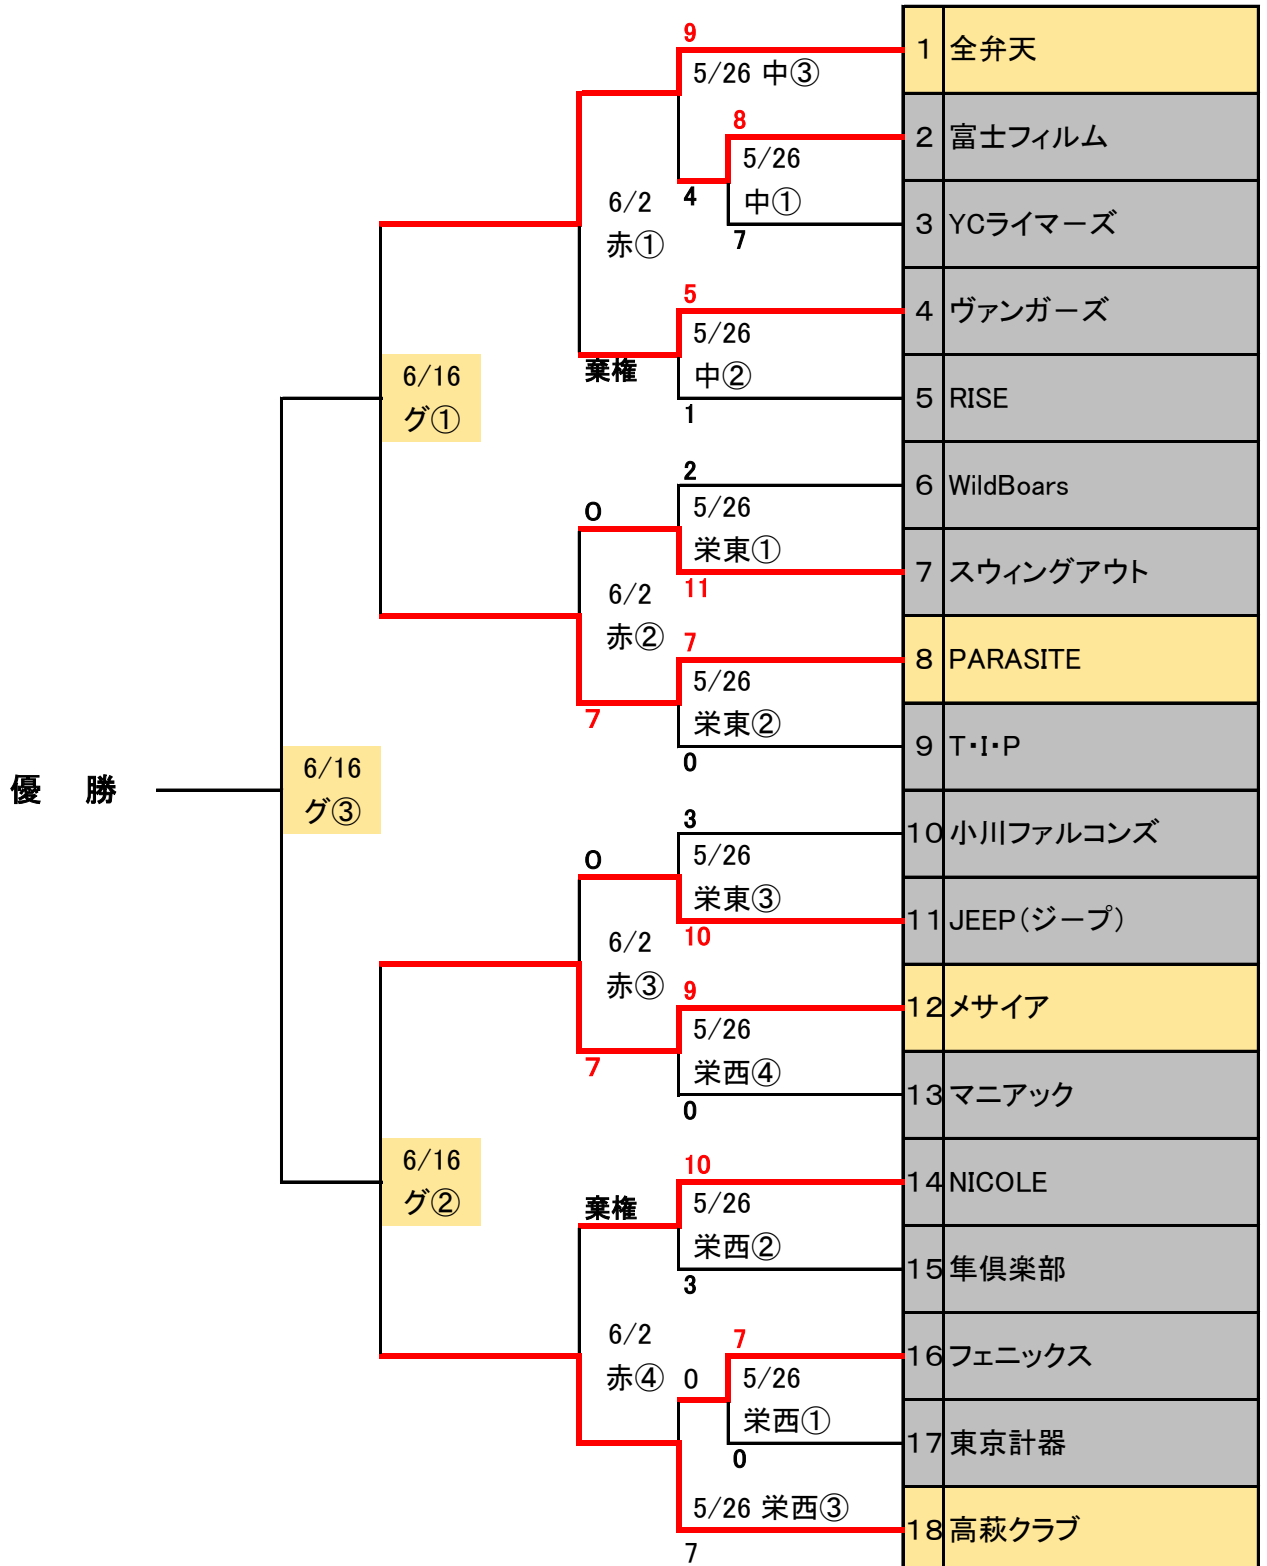 9
1 全弁天
5/26 中③
8
2 富士フィルム
5/26
中①
6/2
赤①
4
3 YCライマーズ
7
5
4 ヴァンガーズ
5/26
中②
棄権
6/16
グ①
5 RISE
1
2
6 WildBoars
0
5/26
栄東①
7 スウィングアウト
11
6/2
赤②
7
8 PARASITE
5/26
栄東②
7
9 T・I・P
0
6/16
グ③
優 勝
3
10 小川ファルコンズ
0
5/26
栄東③
11 JEEP(ジープ)
10
6/2
赤③
9
12 メサイア
5/26
栄西④
7
13 マニアック
0
6/16
グ②
10
14 NICOLE
棄権
5/26
栄西②
15 隼倶楽部
3
6/2
赤④
7
16 フェニックス
0
5/26
栄西①
17 東京計器
0
5/26 栄西③
18 高萩クラブ
7